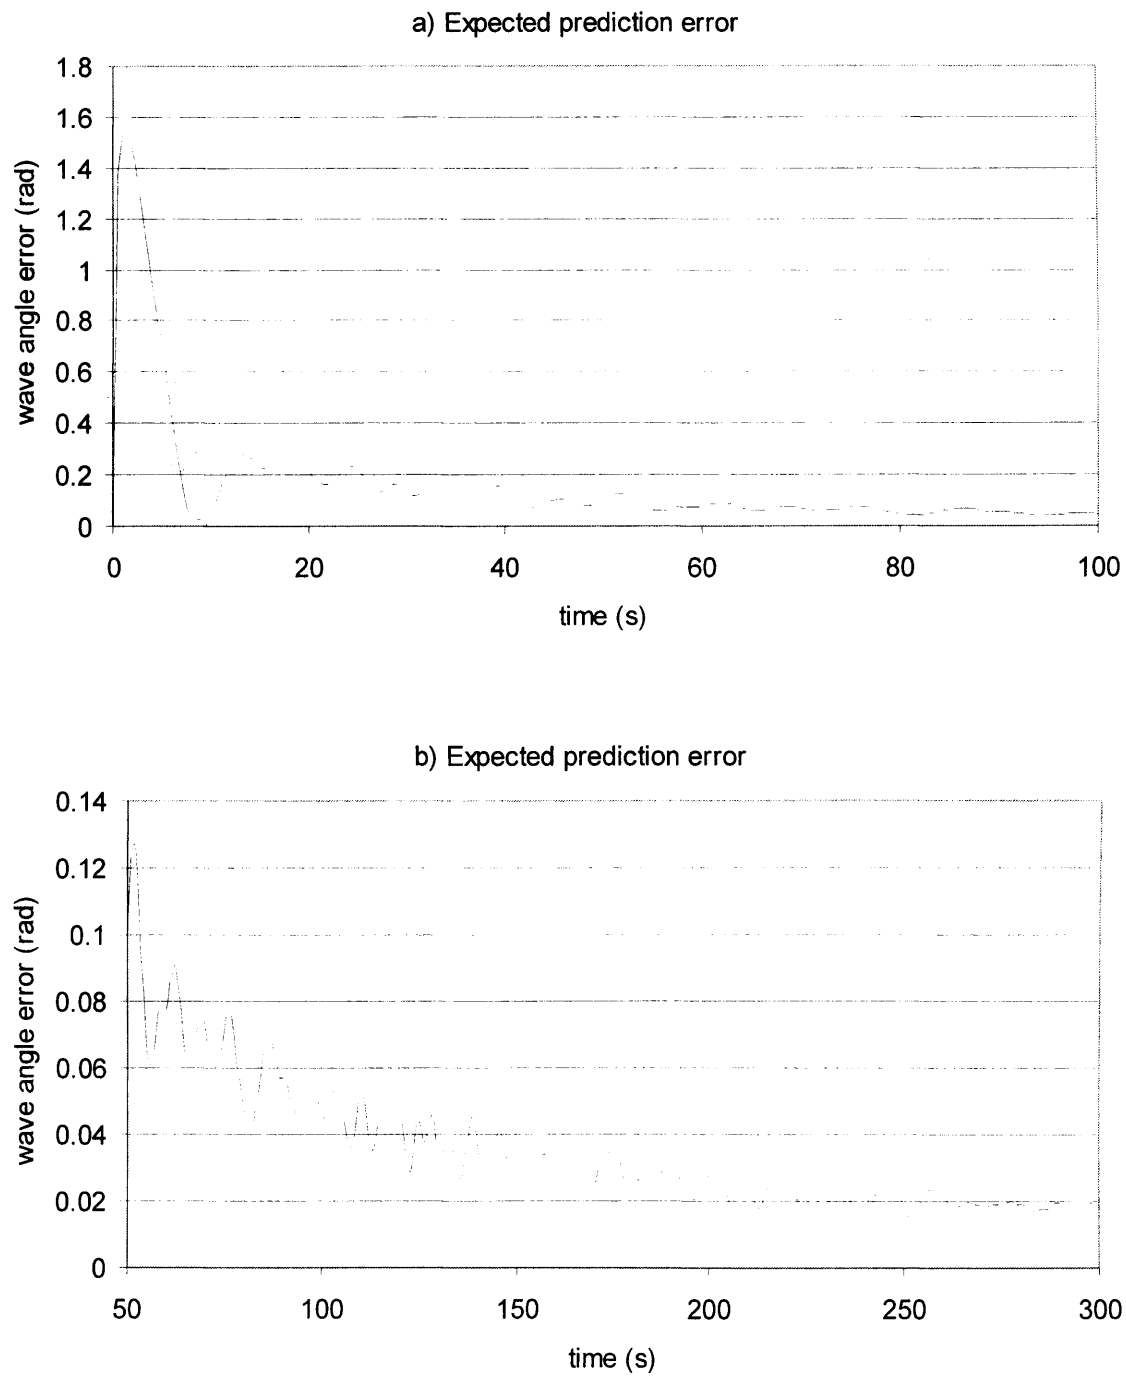 a) Expected prediction error
1.8
1.6
1.4
1.2
1
0.8
0.6
0.4
0.2
0
wave angle error (rad)
0 20 40 60 80 100
time (s)
b) Expected prediction error
0.14
0.12
0.1
0.08
0.06
0.04
0.02
0
wave angle error (rad)
50 100 150 200 250 300
time (s)